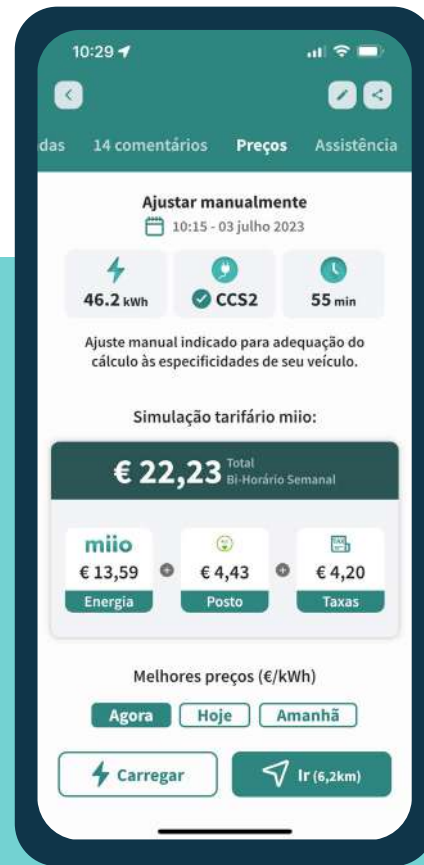 10:29
das 14 comentários Preços Assistência
Ajustar manualmente
10:15 - 03 julho 2023
46.2 kWh CCS2 55 min
Ajuste manual indicado para adequação do
cálculo às especificidades de seu veículo.
Simulação tarifário miio:
€ 22,23 Total
Bi-Horário Semanal
miio
€ 13,59 € 4,43 € 4,20
Energia Posto Taxas
Melhores preços (€/kWh)
Agora Hoje Amanhã
Carregar Ir (6,2km)